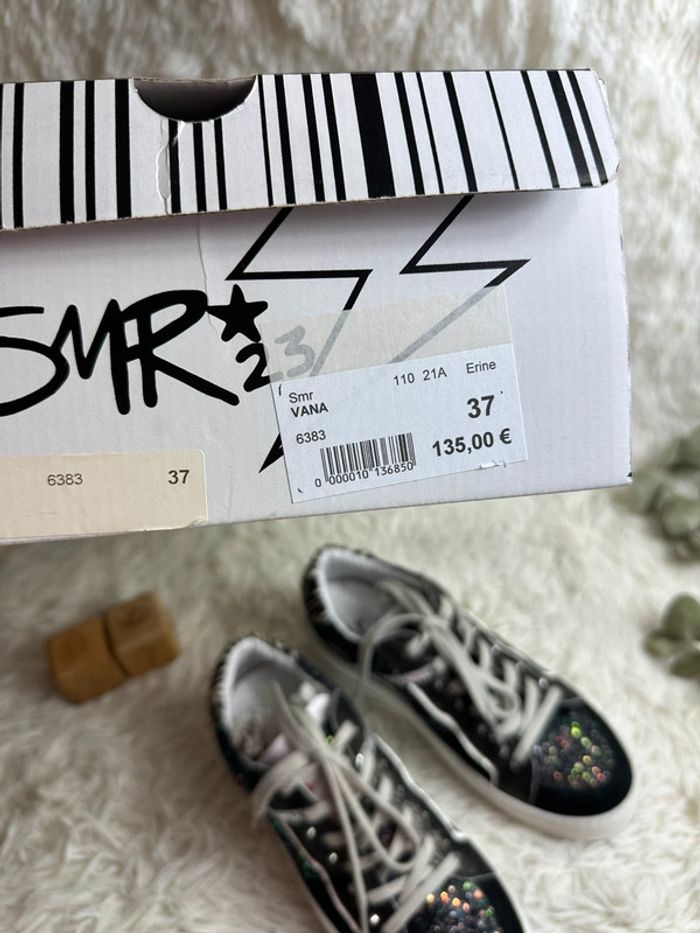 SMR★23
Smr 110 21A Erine
VANA
37
6383
135,00 €
0 000010 136850
6383 37